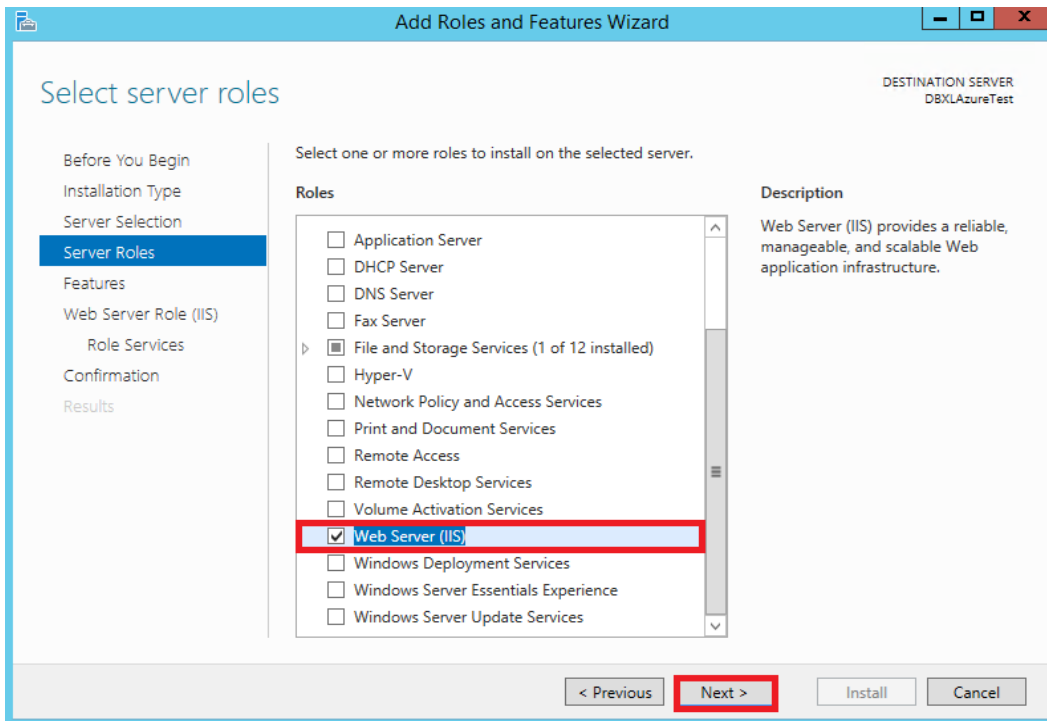 Add Roles and Features Wizard
Select server roles
DESTINATION SERVER
DBXLAzureTest
Before You Begin
Installation Type
Server Selection
Server Roles
Features
Web Server Role (IIS)
Role Services
Confirmation
Results
Select one or more roles to install on the selected server.
Roles
Application Server
DHCP Server
DNS Server
Fax Server
File and Storage Services (1 of 12 installed)
Hyper-V
Network Policy and Access Services
Print and Document Services
Remote Access
Remote Desktop Services
Volume Activation Services
Web Server (IIS)
Windows Deployment Services
Windows Server Essentials Experience
Windows Server Update Services
Description
Web Server (IIS) provides a reliable,
manageable, and scalable Web
application infrastructure.
< Previous
Next >
Install
Cancel